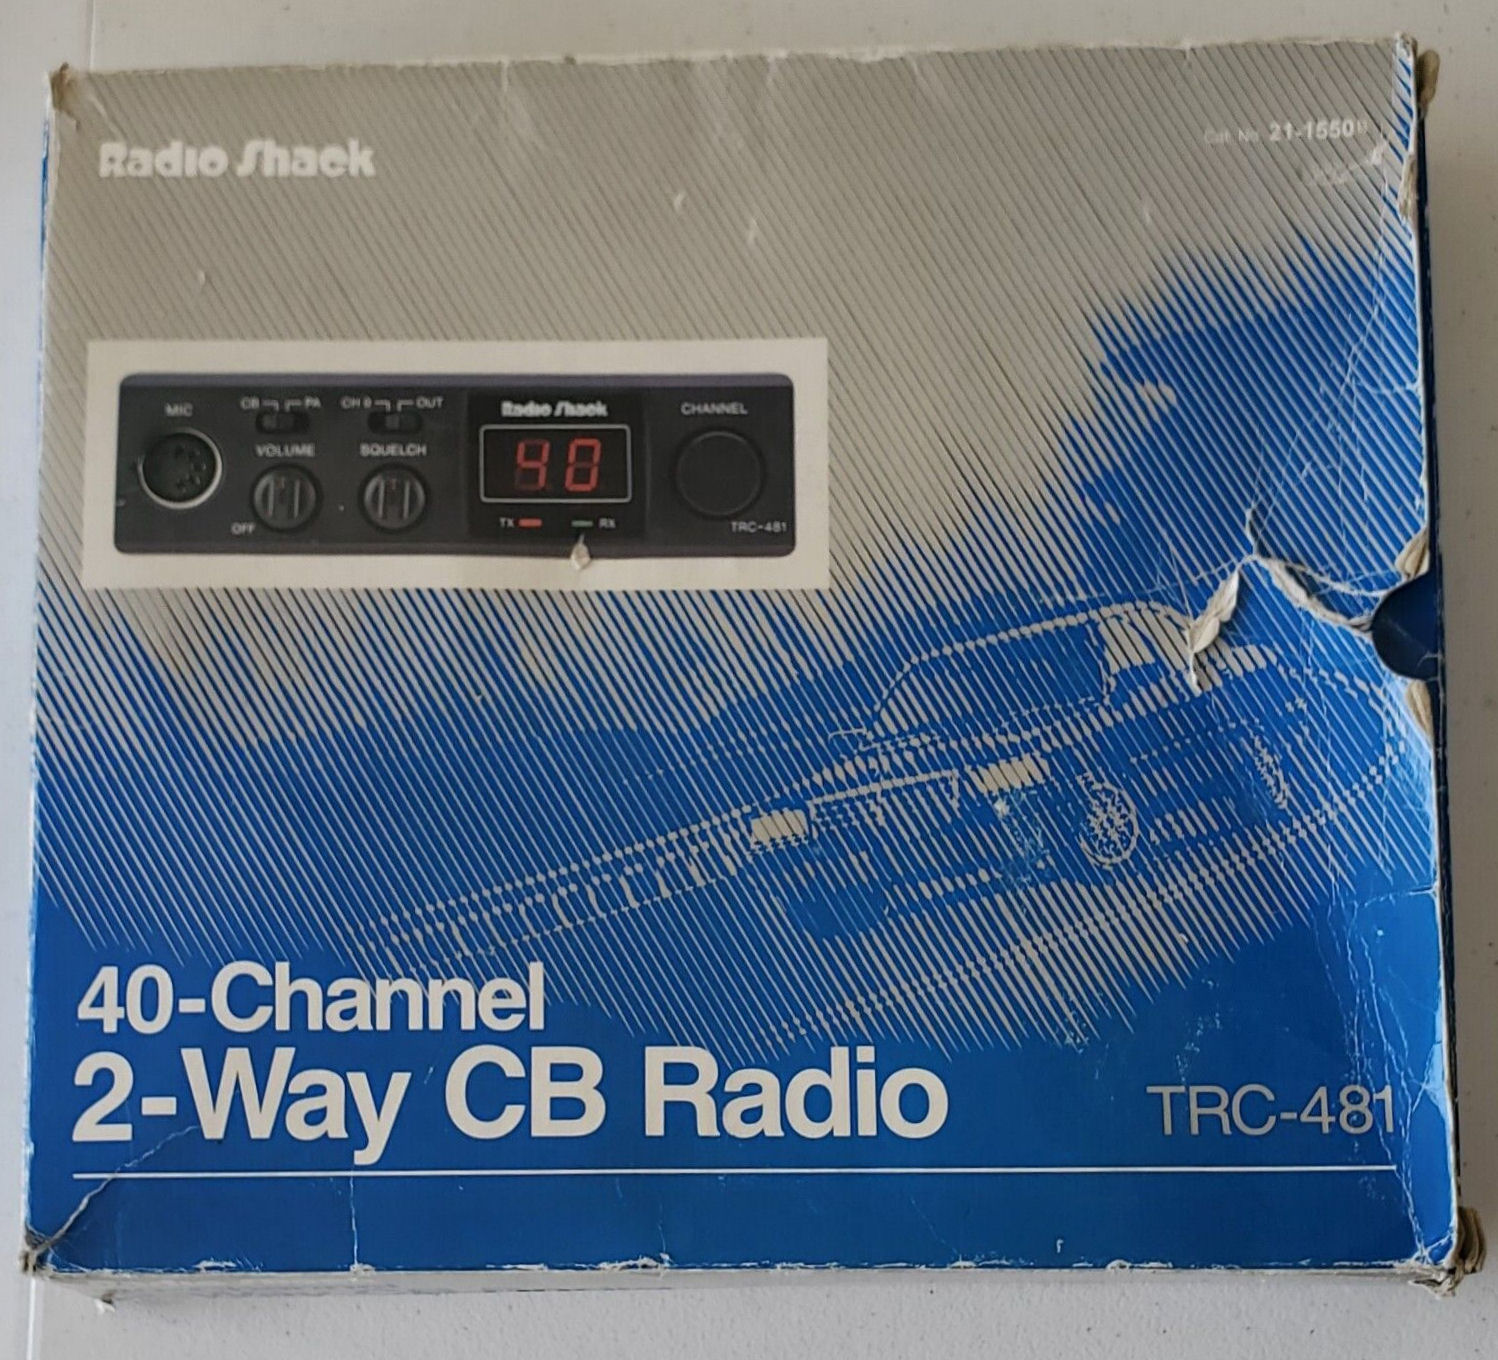 Radio Shack
Cat. No. 21-1550
MIC
CB PA
CH 9 OUT
VOLUME
SQUELCH
OFF
Radio Shack
40
TX RX
CHANNEL
TRC-481
40-Channel
2-Way CB Radio
TRC-481